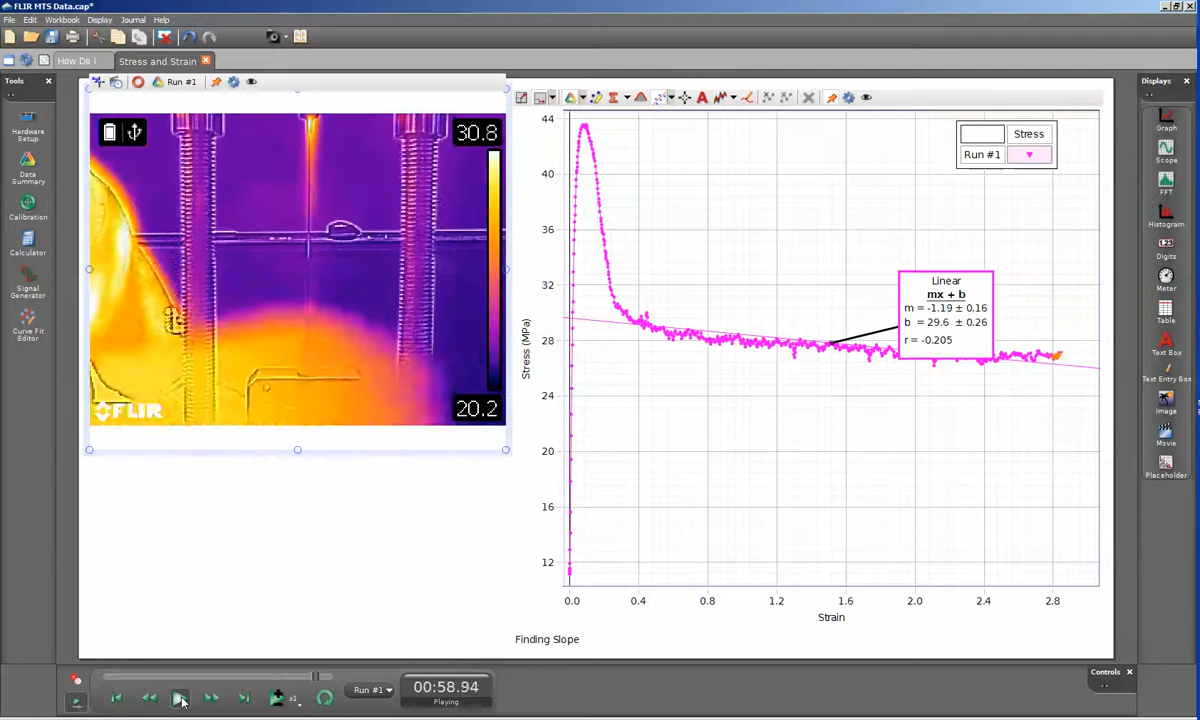 FLIR MTS Data.cap*
File Edit Workbook Display Journal Help
How Do I
Stress and Strain
Tools
Hardware
Setup
Data
Summary
Calibration
Calculator
Signal
Generator
Curve Fit
Editor
Run #1
30.8
FLIR
20.2
44
40
36
32
28
24
20
16
12
Stress (MPa)
Stress
Run #1
Linear
mx + b
m = -1.19 ± 0.16
b = 29.6 ± 0.26
r = -0.205
0.0 0.4 0.8 1.2 1.6 2.0 2.4 2.8
Strain
Finding Slope
Displays
Graph
Scope
FFT
Histogram
1.23
Digits
Meter
Table
Text Box
Text Entry Box
Image
Movie
Placeholder
x1
Run #1
00:58.94
Playing
Controls